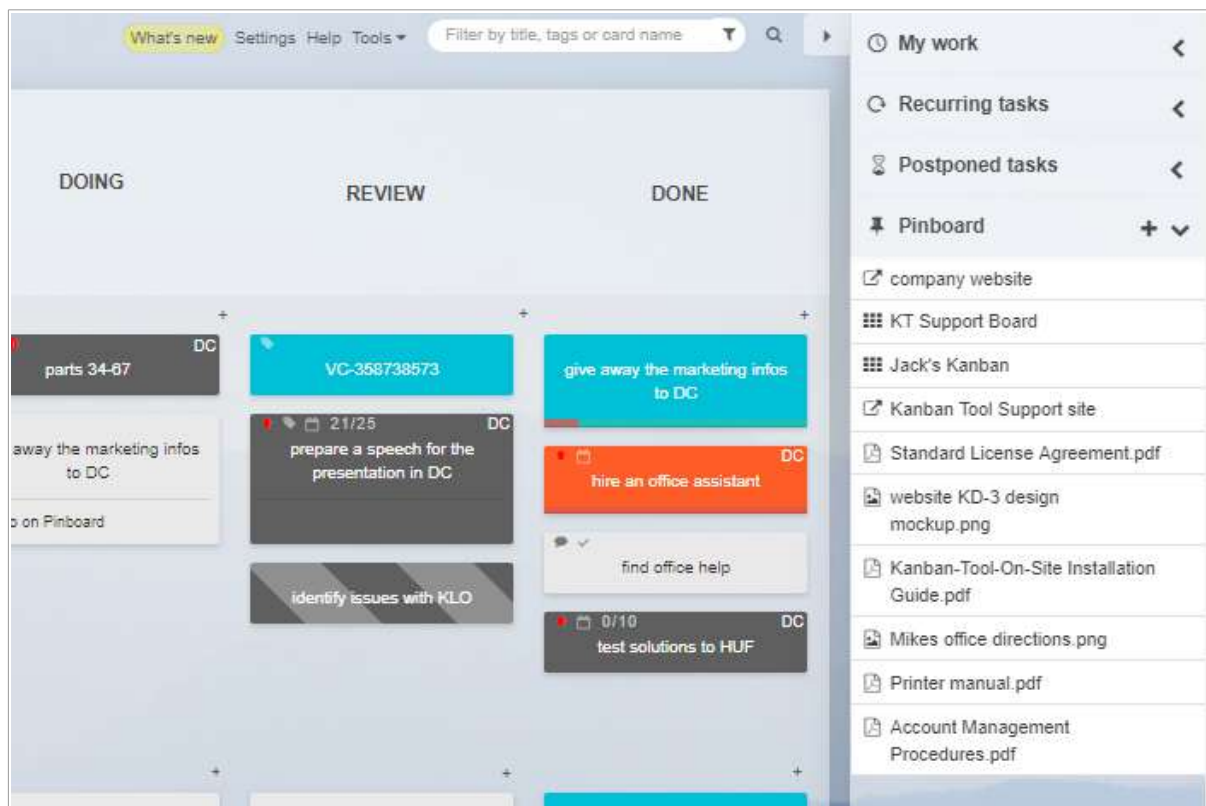 What's new Settings Help Tools Filter by title, tags or card name
DOING
REVIEW
DONE
DC
parts 34-67
away the marketing infos
to DC
on Pinboard
VC-358738573
21/25 DC
prepare a speech for the
presentation in DC
identify issues with KLO
give away the marketing infos
to DC
DC
hire an office assistant
find office help
0/10 DC
test solutions to HUF
My work
Recurring tasks
Postponed tasks
Pinboard
company website
KT Support Board
Jack's Kanban
Kanban Tool Support site
Standard License Agreement.pdf
website KD-3 design
mockup.png
Kanban-Tool-On-Site Installation
Guide.pdf
Mikes office directions.png
Printer manual.pdf
Account Management
Procedures.pdf